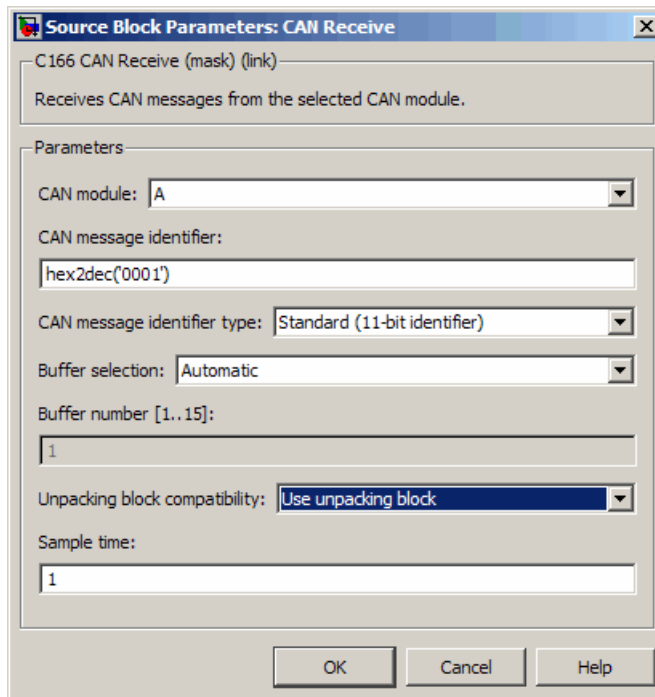 Source Block Parameters: CAN Receive
C166 CAN Receive (mask) (link)
Receives CAN messages from the selected CAN module.
Parameters
CAN module: A
CAN message identifier:
hex2dec('0001')
CAN message identifier type: Standard (11-bit identifier)
Buffer selection: Automatic
Buffer number [1..15]:
1
Unpacking block compatibility: Use unpacking block
Sample time:
1
OK Cancel Help